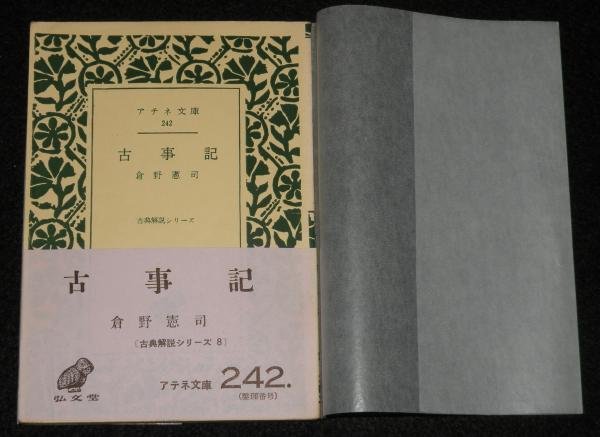 アテネ文庫
242
古事記
倉野憲司
古典解説シリーズ
古事記
倉野憲司
〔古典解説シリーズ 8〕
弘文堂
アテネ文庫 242.
(整理番号)